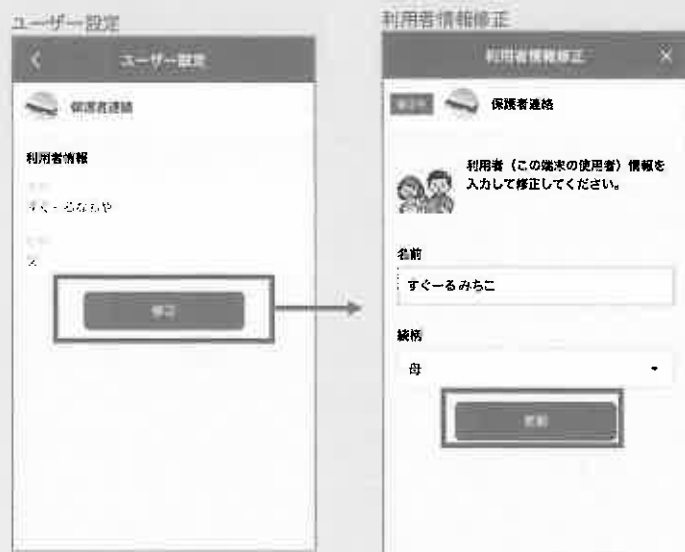 ユーザー設定
ユーザー設定
保護者連絡
利用者情報
修正
利用者情報修正
利用者情報修正
保護者連絡
利用者（この端末の使用者）情報を
入力して修正してください。
名前
すぐーる みちこ
続柄
母
更新